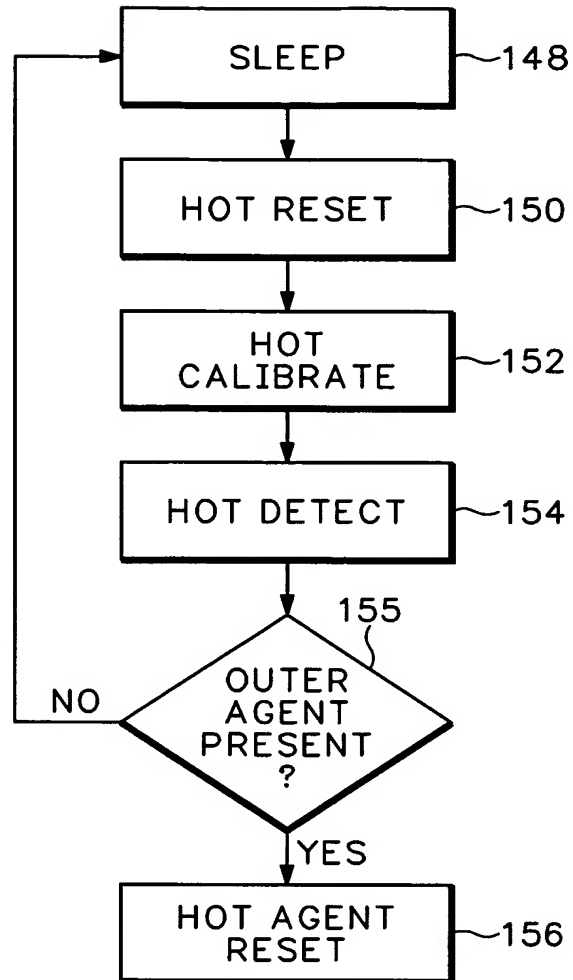 SLEEP
148
HOT RESET
150
HOT
CALIBRATE
152
HOT DETECT
154
155
OUTER
AGENT
PRESENT
?
NO
YES
HOT AGENT
RESET
156